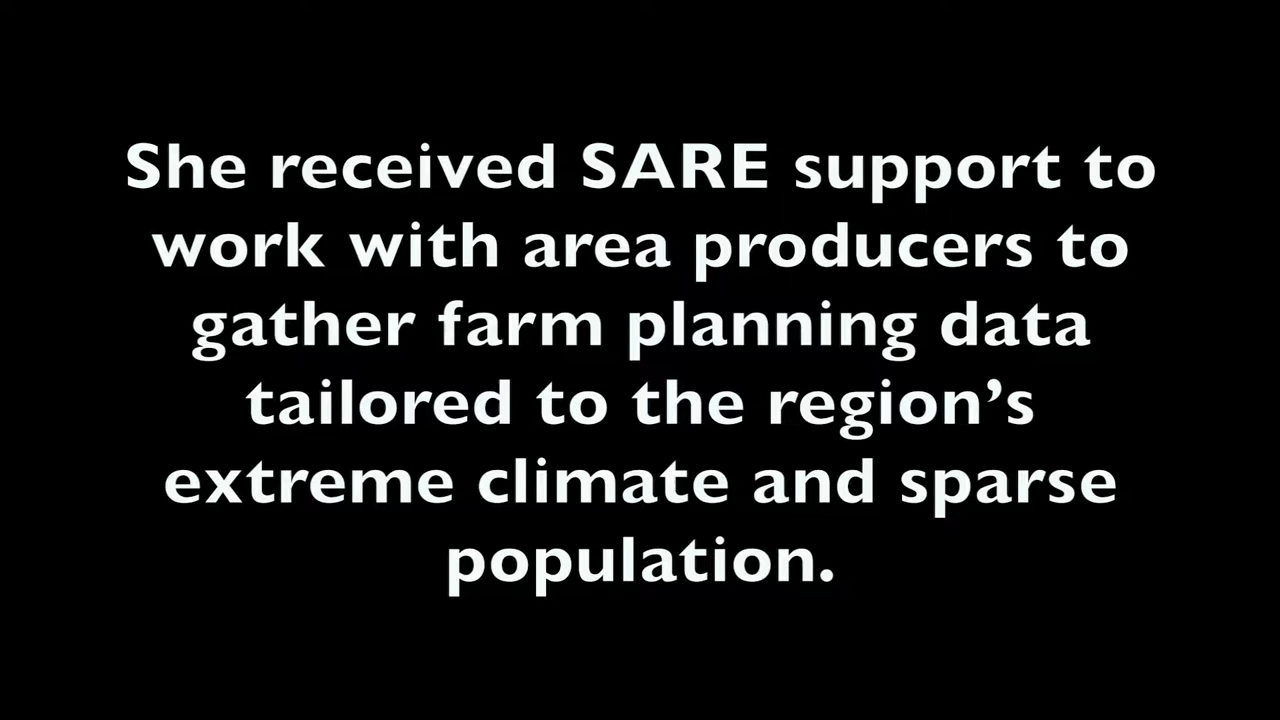 She received SARE support to
work with area producers to
gather farm planning data
tailored to the region’s
extreme climate and sparse
population.